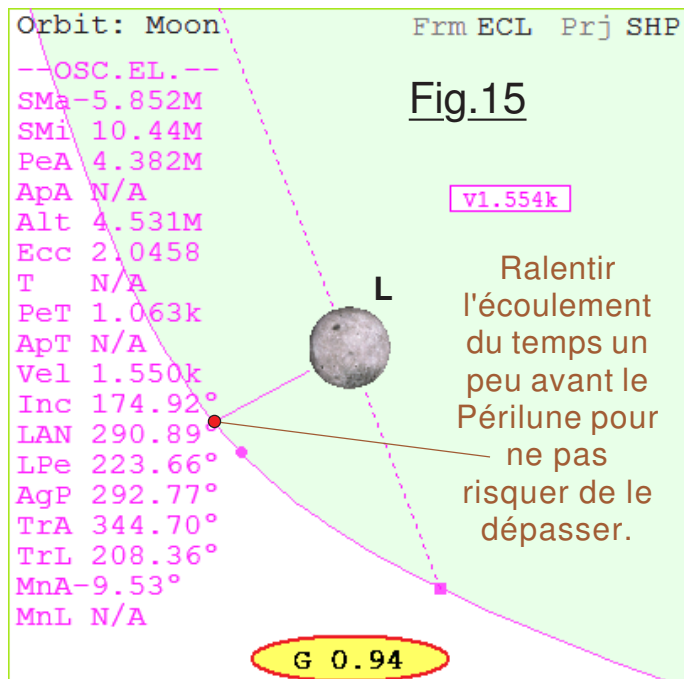 Orbit: Moon Frm ECL Prj SHP
--OSC.EL.--
Fig.15
SMa-5.852M
SMi 10.44M
PeA 4.382M
ApA N/A
Alt 4.531M
Ecc 2.0458
T N/A
PeT 1.063k
ApT N/A
Vel 1.550k
Inc 174.92°
LAN 290.89°
LPe 223.66°
AgP 292.77°
TrA 344.70°
TrL 208.36°
MnA-9.53°
MnL N/A
V1.554k
L
Ralentir
l'écoulement
du temps un
peu avant le
Périlune pour
ne pas
risquer de le
dépasser.
G 0.94